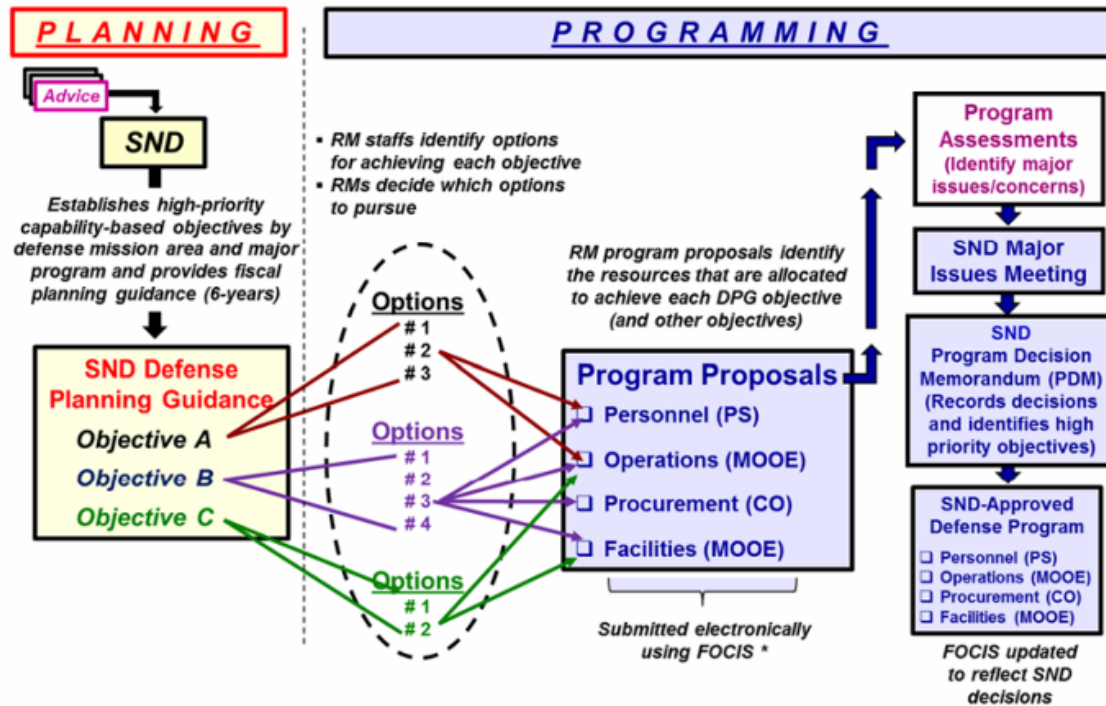 PLANNING
PROGRAMMING
Advice
SND
Establishes high-priority
capability-based objectives by
defense mission area and major
program and provides fiscal
planning guidance (6-years)
SND Defense
Planning Guidance
Objective A
Objective B
Objective C
▪ RM staffs identify options
for achieving each objective
▪ RMs decide which options
to pursue
Options
# 1
# 2
# 3
Options
# 1
# 2
# 3
# 4
Options
# 1
# 2
RM program proposals identify
the resources that are allocated
to achieve each DPG objective
(and other objectives)
Program Proposals
❑ Personnel (PS)
❑ Operations (MOOE)
❑ Procurement (CO)
❑ Facilities (MOOE)
Submitted electronically
using FOCIS *
Program
Assessments
(Identify major
issues/concerns)
SND Major
Issues Meeting
SND
Program Decision
Memorandum (PDM)
(Records decisions
and identifies high
priority objectives)
SND-Approved
Defense Program
❑ Personnel (PS)
❑ Operations (MOOE)
❑ Procurement (CO)
❑ Facilities (MOOE)
FOCIS updated
to reflect SND
decisions